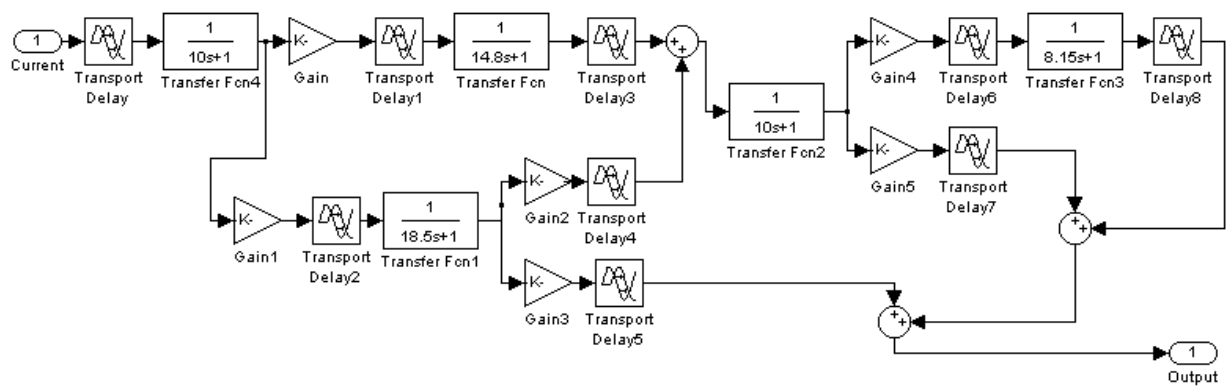 1
Current
Transport
Delay
1
10s+1
Transfer Fcn4
K-
Gain
Transport
Delay1
1
14.8s+1
Transfer Fcn
Transport
Delay3
+
+
1
10s+1
Transfer Fcn2
K-
Gain4
Transport
Delay6
1
8.15s+1
Transfer Fcn3
Transport
Delay8
K-
Gain5
Transport
Delay7
K-
Gain1
Transport
Delay2
1
18.5s+1
Transfer Fcn1
K-
Gain2
Transport
Delay4
K-
Gain3
Transport
Delay5
+
+
+
+
1
Output